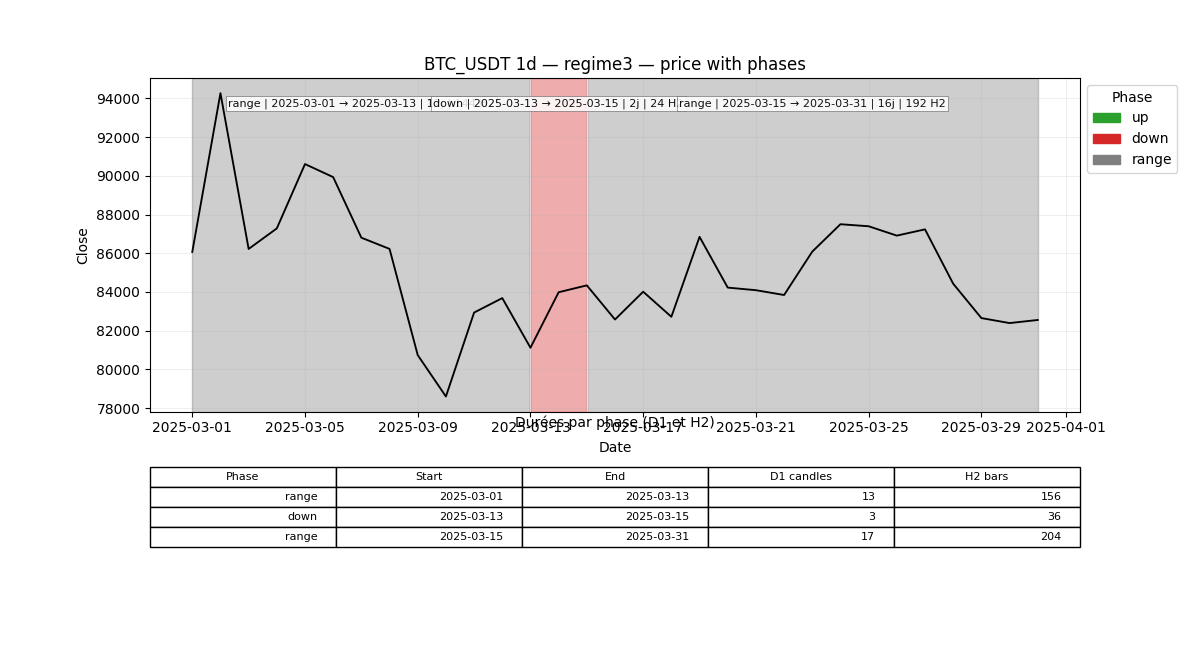 BTC_USDT 1d — regime3 — price with phases
94000
92000
90000
88000
86000
84000
82000
80000
78000
Close
range | 2025-03-01 → 2025-03-13 |
down | 2025-03-13 → 2025-03-15 | 2j | 24 H
range | 2025-03-15 → 2025-03-31 | 16j | 192 H2
Phase
up
down
range
2025-03-01 2025-03-05 2025-03-09 2025-03-13 2025-03-17 2025-03-21 2025-03-25 2025-03-29 2025-04-01
Durées par phase (D1 et H2)
Date
Phase Start End D1 candles H2 bars
range 2025-03-01 2025-03-13 13 156
down 2025-03-13 2025-03-15 3 36
range 2025-03-15 2025-03-31 17 204